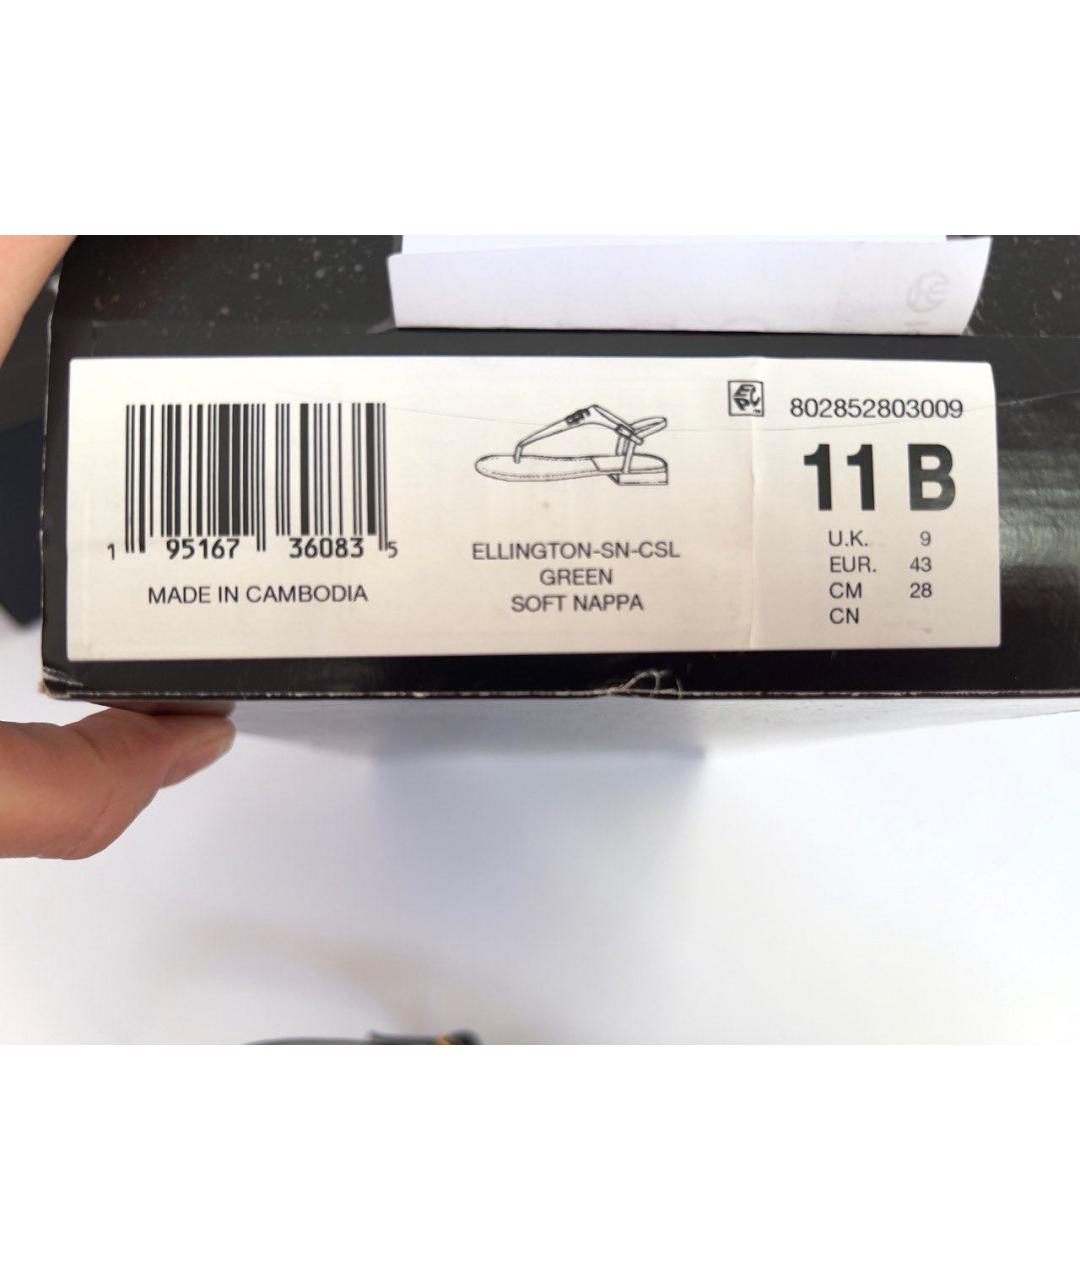 802852803009
11 B
U.K. 9
EUR. 43
CM 28
CN
1 95167 36083 5
MADE IN CAMBODIA
ELLINGTON-SN-CSL
GREEN
SOFT NAPPA